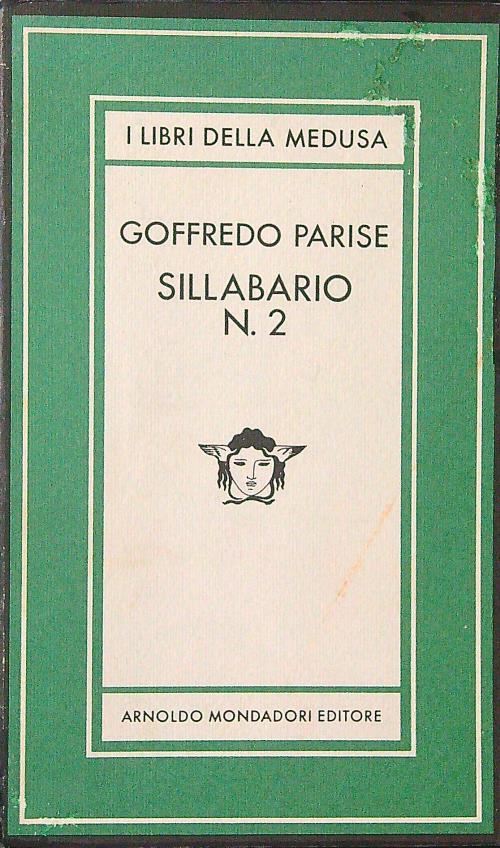 I LIBRI DELLA MEDUSA
GOFFREDO PARISE
SILLABARIO
N. 2
ARNOLDO MONDADORI EDITORE